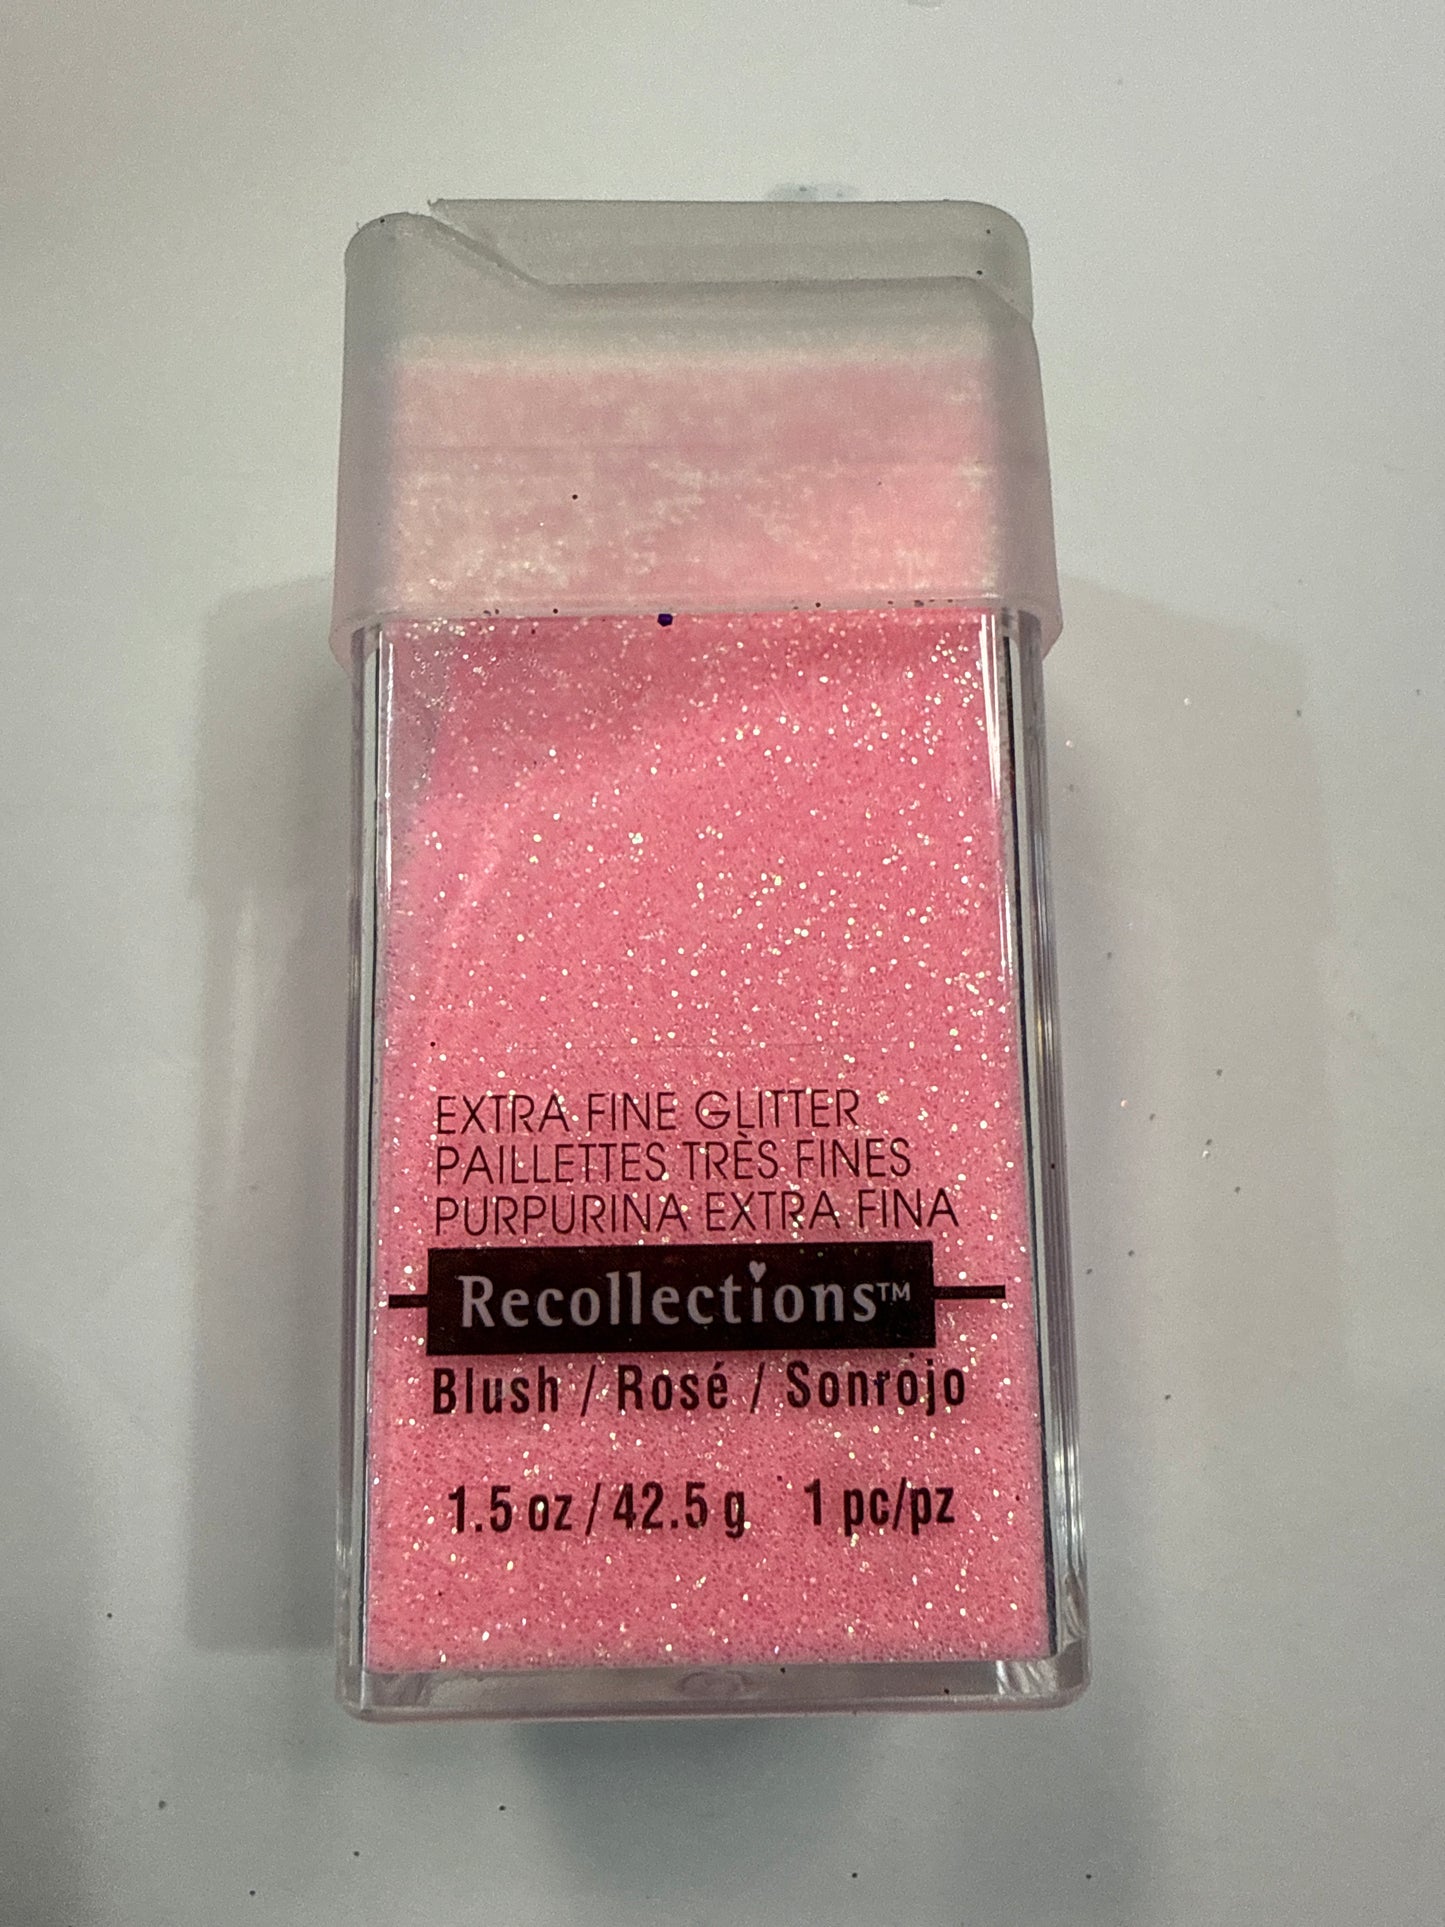 EXTRA FINE GLITTER
PAILLETTES TRÈS FINES
PURPURINA EXTRA FINA
Recollections™
Blush / Rosé / Sonrojo
1.5 oz / 42.5 g 1 pc/pz